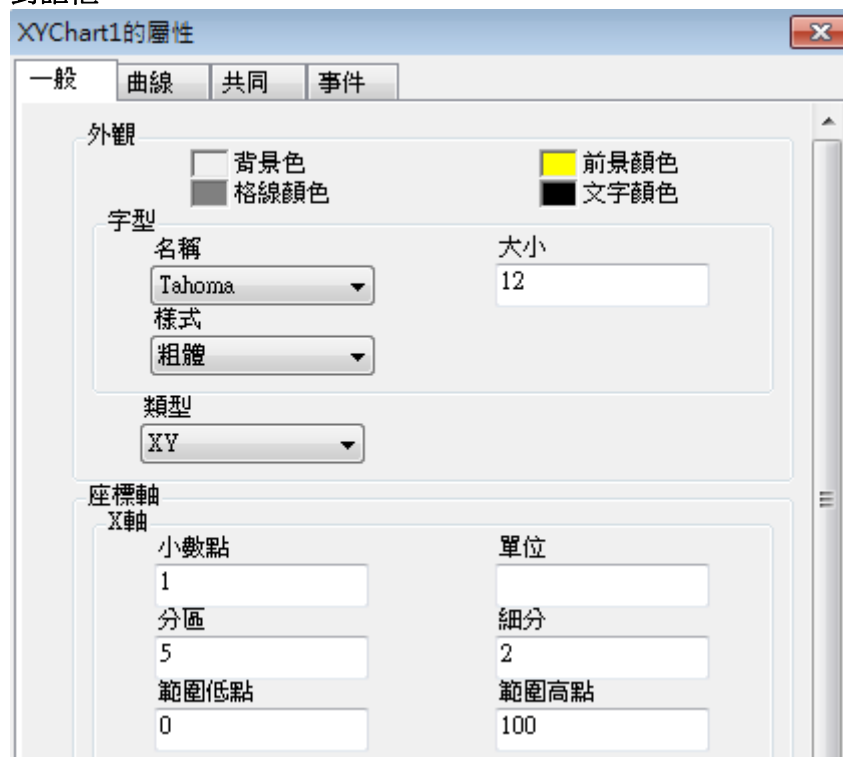 XYChart1的屬性
一般 曲線 共同 事件
外觀
背景色 前景顏色
格線顏色 文字顏色
字型
名稱 大小
Tahoma 12
樣式
粗體
類型
XY
座標軸
X軸
小數點 單位
1
分區 細分
5 2
範圍低點 範圍高點
0 100